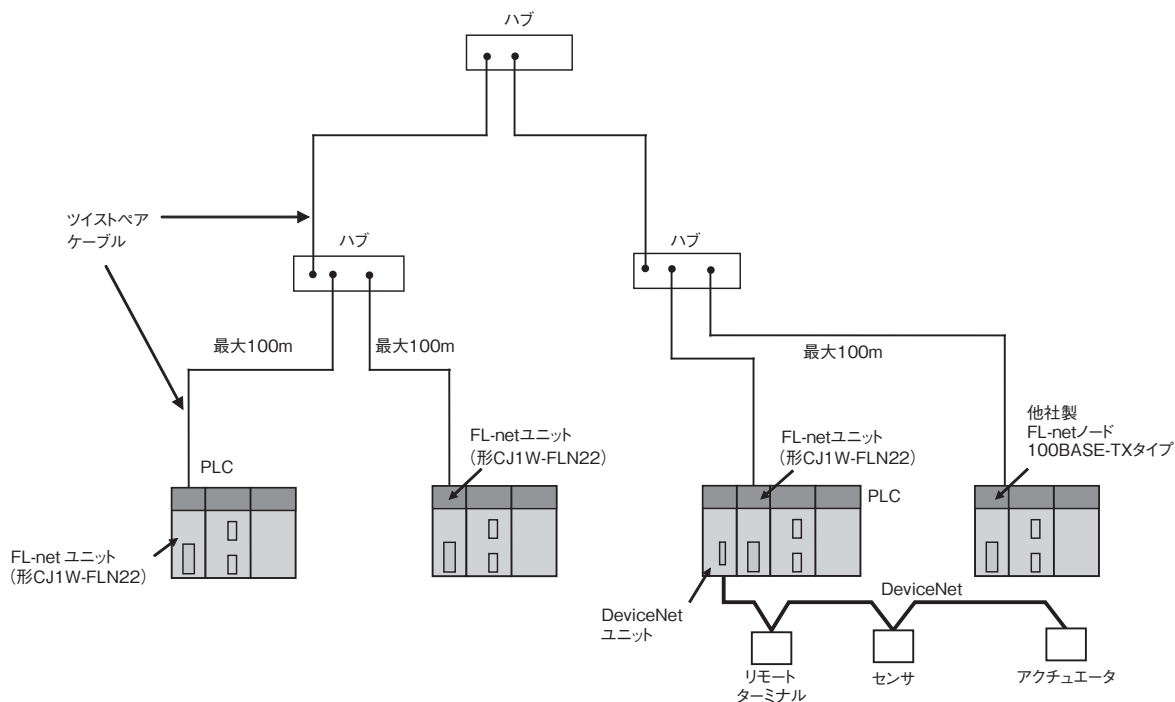 ハブ
ツイストペア
ケーブル
ハブ
ハブ
最大100m
最大100m
最大100m
PLC
FL-netユニット
(形CJ1W-FLN22)
FL-netユニット
(形CJ1W-FLN22)
他社製
FL-netノード
100BASE-TXタイプ
PLC
FL-net ユニット
(形CJ1W-FLN22)
DeviceNet
ユニット
DeviceNet
リモート
ターミナル
センサ
アクチュエータ